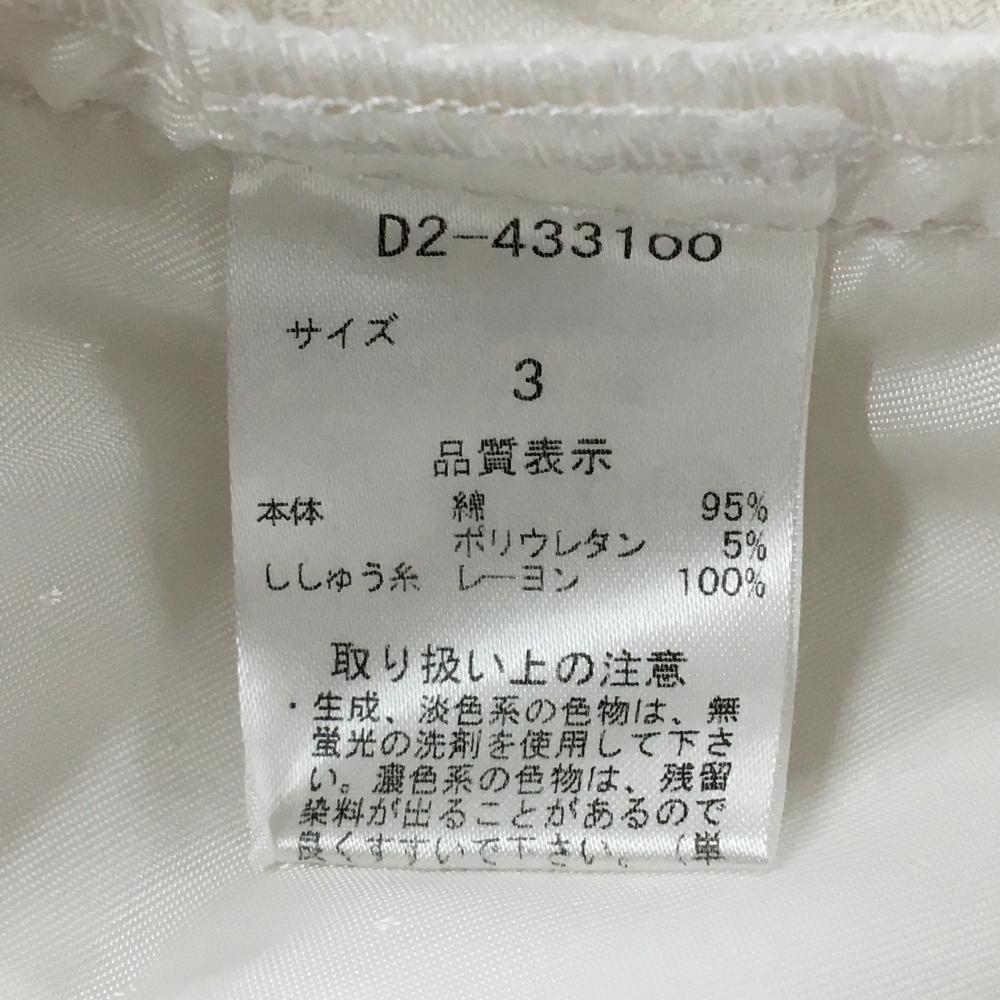 D2-433100
サイズ
3
品質表示
本体 綿 95%
ポリウレタン 5%
ししゅう糸 レーヨン 100%
取り扱い上の注意
・生成、淡色系の色物は、無
蛍光の洗剤を使用して下さ
い。濃色系の色物は、残留
染料が出ることがあるので
良くすすいで下さい。(単